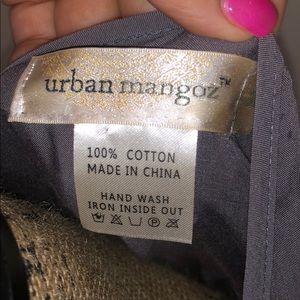 urban mangoz™
100% COTTON
MADE IN CHINA
HAND WASH
IRON INSIDE OUT